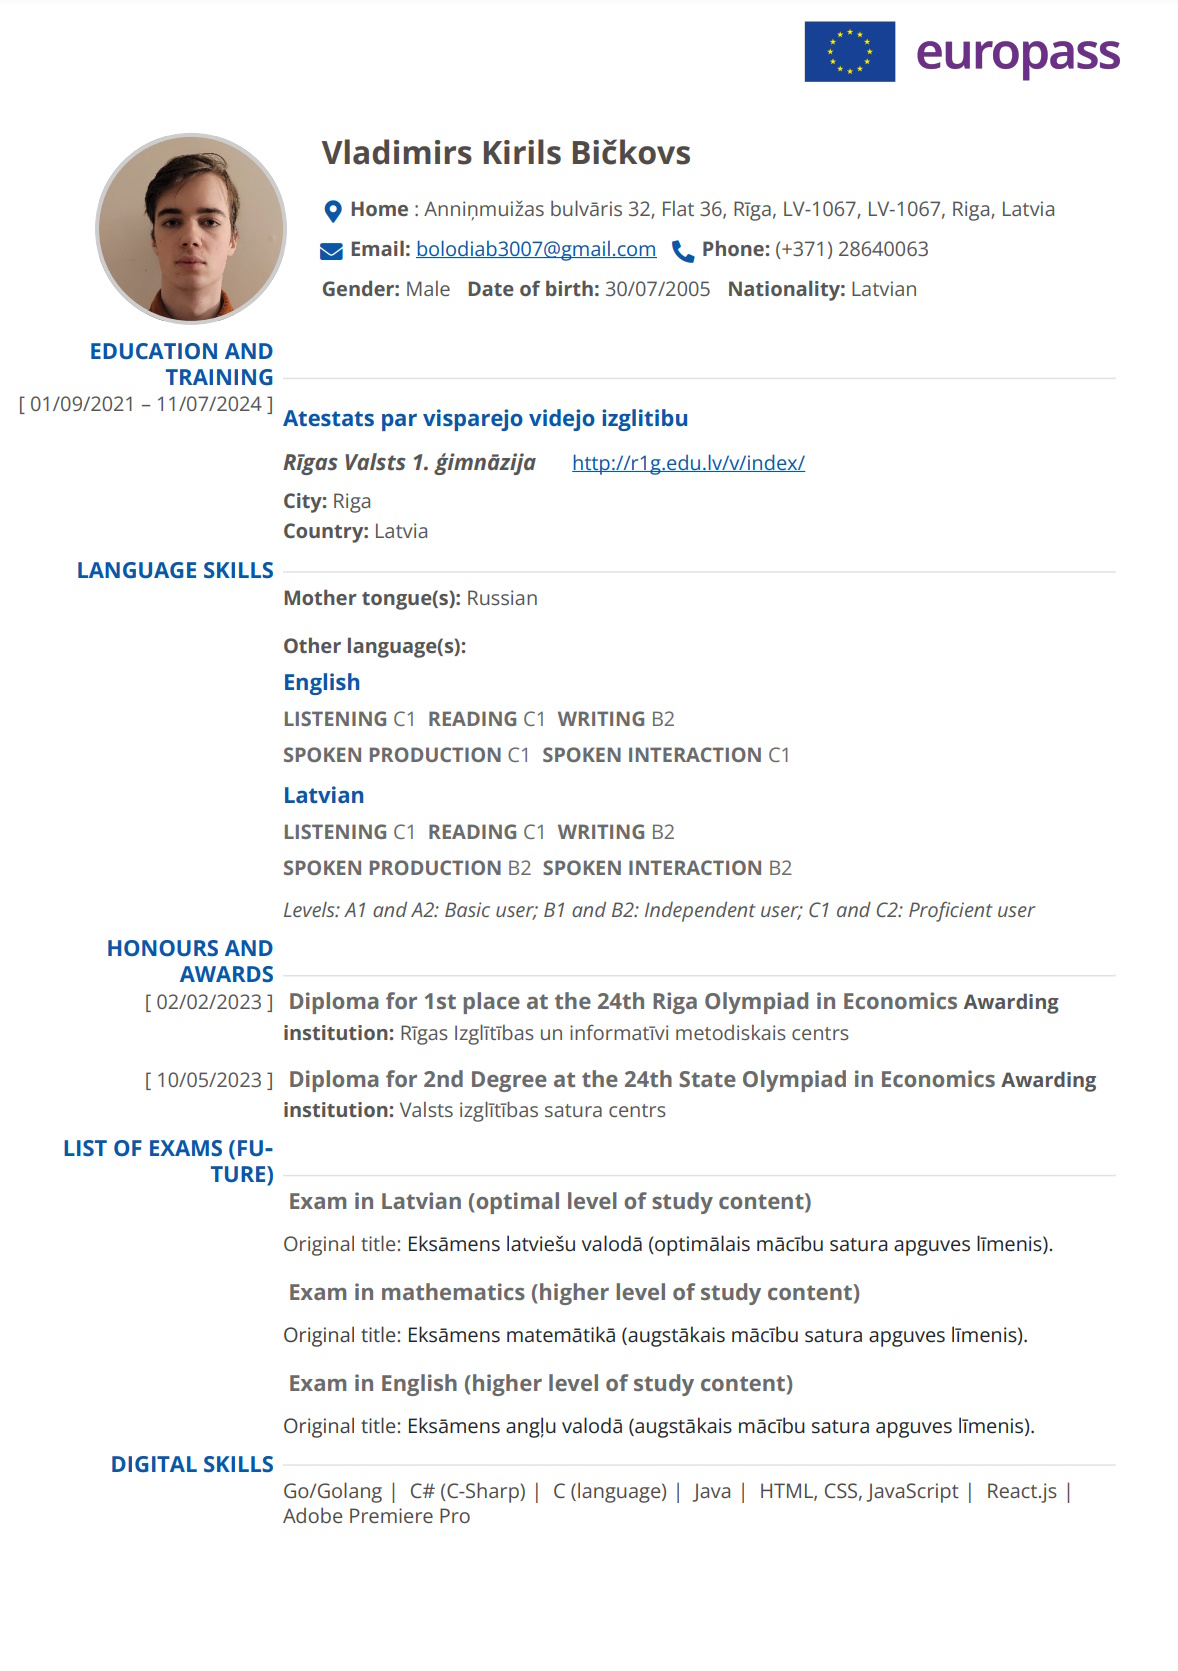 europass
Vladimirs Kirils Bičkovs
Home : Anniņmuižas bulvāris 32, Flat 36, Rīga, LV-1067, LV-1067, Riga, Latvia
Email: bolodiab3007@gmail.com Phone: (+371) 28640063
Gender: Male Date of birth: 30/07/2005 Nationality: Latvian
EDUCATION AND
TRAINING
[ 01/09/2021 – 11/07/2024 ]
Atestats par visparejo videjo izglitibu
Rīgas Valsts 1. ģimnāzija http://r1g.edu.lv/v/index/
City: Riga
Country: Latvia
LANGUAGE SKILLS
Mother tongue(s): Russian
Other language(s):
English
LISTENING C1 READING C1 WRITING B2
SPOKEN PRODUCTION C1 SPOKEN INTERACTION C1
Latvian
LISTENING C1 READING C1 WRITING B2
SPOKEN PRODUCTION B2 SPOKEN INTERACTION B2
Levels: A1 and A2: Basic user; B1 and B2: Independent user; C1 and C2: Proficient user
HONOURS AND
AWARDS
[ 02/02/2023 ] Diploma for 1st place at the 24th Riga Olympiad in Economics Awarding
institution: Rīgas Izglītības un informatīvi metodiskais centrs
[ 10/05/2023 ] Diploma for 2nd Degree at the 24th State Olympiad in Economics Awarding
institution: Valsts izglītības satura centrs
LIST OF EXAMS (FU-
TURE)
Exam in Latvian (optimal level of study content)
Original title: Eksāmens latviešu valodā (optimālais mācību satura apguves līmenis).
Exam in mathematics (higher level of study content)
Original title: Eksāmens matemātikā (augstākais mācību satura apguves līmenis).
Exam in English (higher level of study content)
Original title: Eksāmens angļu valodā (augstākais mācību satura apguves līmenis).
DIGITAL SKILLS
Go/Golang | C# (C-Sharp) | C (language) | Java | HTML, CSS, JavaScript | React.js |
Adobe Premiere Pro